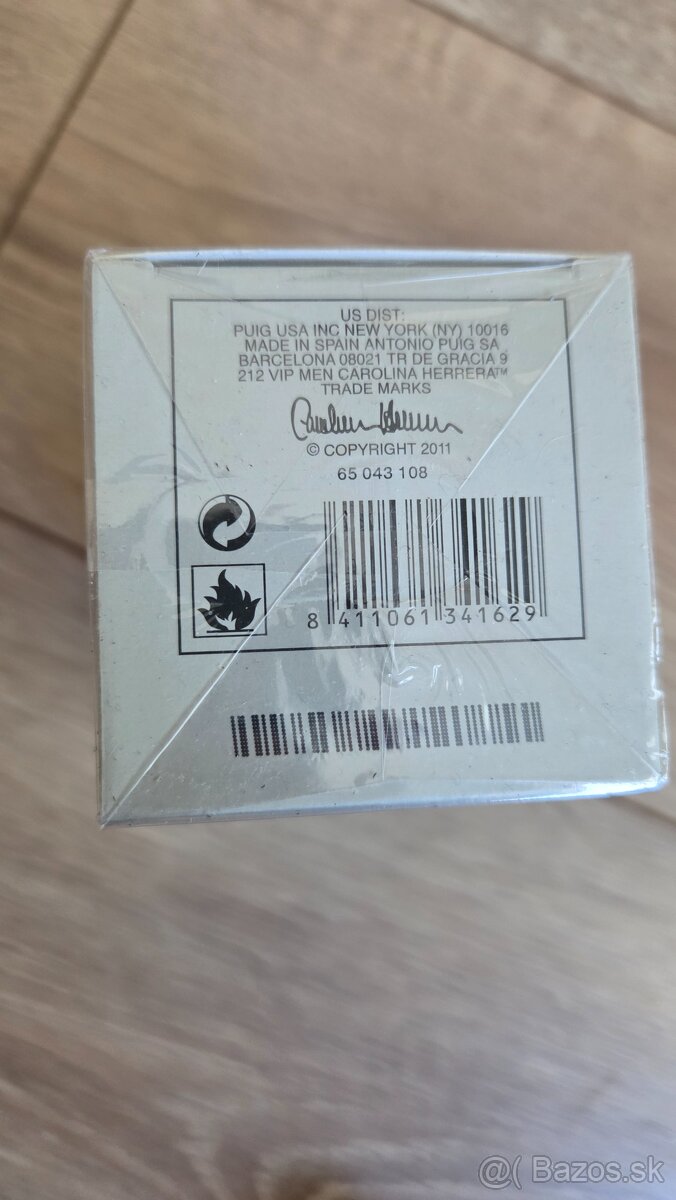 US DIST:
PUIG USA INC NEW YORK (NY) 10016
MADE IN SPAIN ANTONIO PUIG SA
BARCELONA 08021 TR DE GRACIA 9
212 VIP MEN CAROLINA HERRERA™
TRADE MARKS
Carolina Herrera
© COPYRIGHT 2011
65 043 108
8 411061 341629
@( Bazos.sk